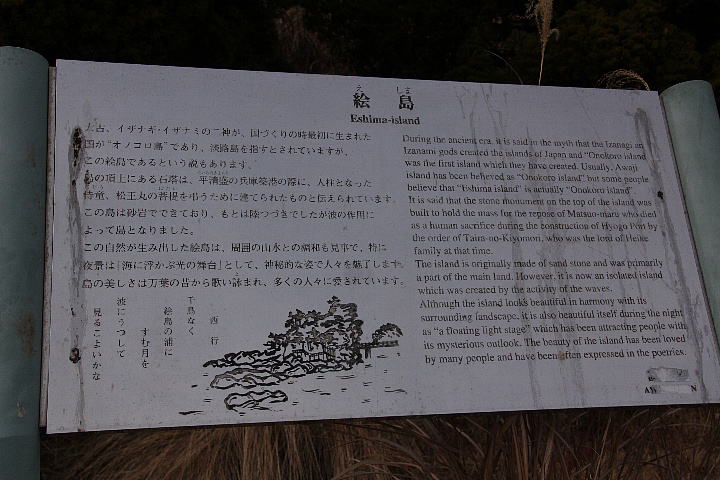 えしま
絵島
Eshima-island
太古、イザナギ・イザナミの二神が、国づくりの時最初に生まれた
国が"オノコロ島"であり、淡路島を指すとされていますが、
この絵島であるという説もあります。
島の頂上にある石塔は、平清盛の兵庫築港の際に、人柱となった
侍童、松王丸の菩提を弔うために建てられたものと伝えられています。
この島は砂岩でできており、もとは陸つづきでしたが波の作用に
よって島となりました。
この自然が生み出した絵島は、周囲の山水との調和も見事で、特に
夜景は「海に浮かぶ光の舞台」として、神秘的な姿で人々を魅了します。
島の美しさは万葉の昔から歌い詠まれ、多くの人々に愛されています。
西行
千鳥なく
絵島の浦に
すむ月を
波にうつして
見るこよいかな
During the ancient era, it is said in the myth that the Izanagi an
Izanami gods created the islands of Japan and "Onokoro island
was the first island which they have created. Usually, Awaji
island has been believed as "Onokoro island" but some people
believe that "Eshima island" is actually "Onokoro island"
It is said that the stone monument on the top of the island was
built to hold the mass for the repose of Matsuo-maru who died
as a human sacrifice during the construction of Hyogo Port by
the order of Taira-no-Kiyomori, who was the lord of Heike
family at that time.
The island is originally made of sand stone and was primarily
a part of the main land. However, it is now an isolated island
which was created by the activity of the waves.
Although the island looks beautiful in harmony with its
surrounding landscape, it is also beautiful itself during the night
as "a floating light stage" which has been attracting people with
its mysterious outlook. The beauty of the island has been loved
by many people and have been often expressed in the poetries.